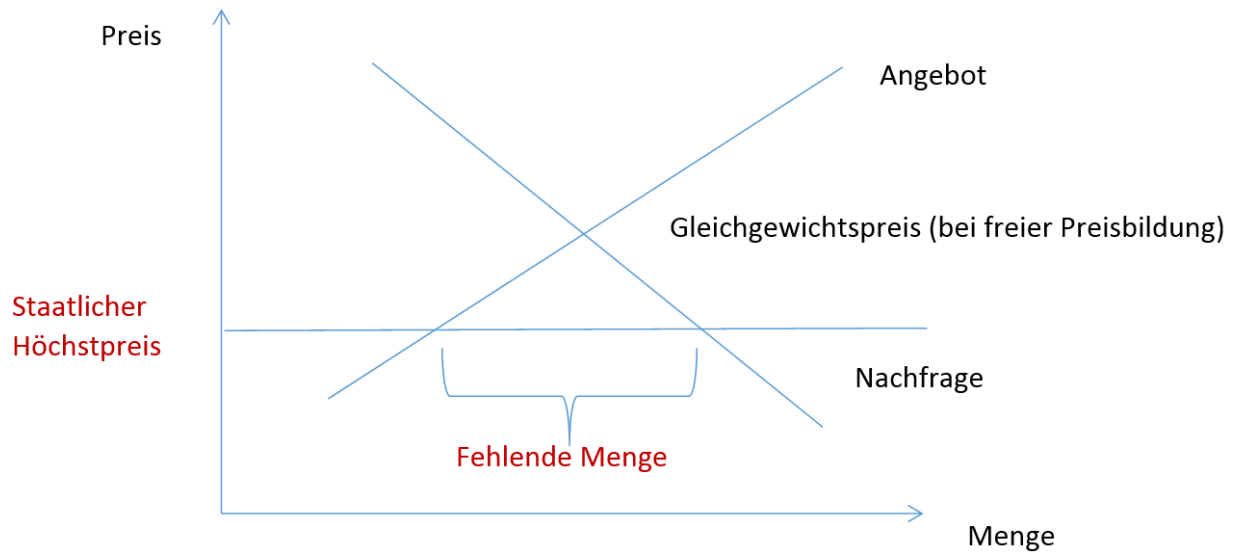 Preis
Angebot
Gleichgewichtspreis (bei freier Preisbildung)
Staatlicher
Höchstpreis
Nachfrage
Fehlende Menge
Menge